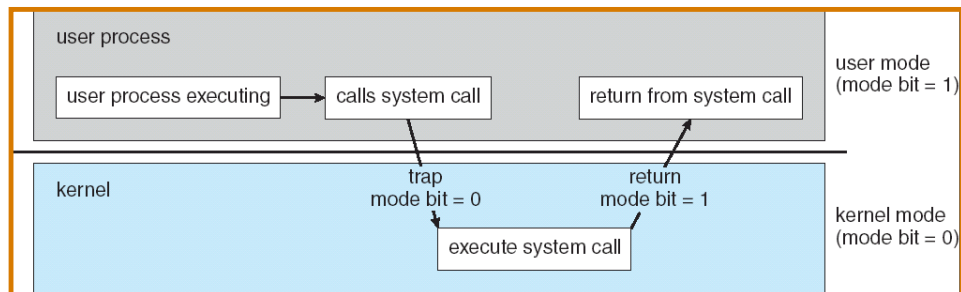 user process
user process executing
calls system call
return from system call
user mode
(mode bit = 1)
kernel
trap
mode bit = 0
return
mode bit = 1
execute system call
kernel mode
(mode bit = 0)